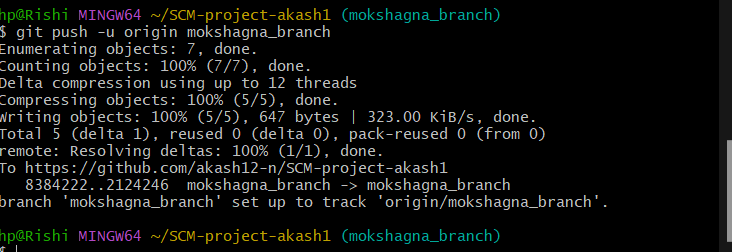 hp@Rishi MINGW64 ~/SCM-project-akash1 (mokshagna_branch)
$ git push -u origin mokshagna_branch
Enumerating objects: 7, done.
Counting objects: 100% (7/7), done.
Delta compression using up to 12 threads
Compressing objects: 100% (5/5), done.
Writing objects: 100% (5/5), 647 bytes | 323.00 KiB/s, done.
Total 5 (delta 1), reused 0 (delta 0), pack-reused 0 (from 0)
remote: Resolving deltas: 100% (1/1), done.
To https://github.com/akash12-n/SCM-project-akash1
   8384222..2124246  mokshagna_branch -> mokshagna_branch
branch 'mokshagna_branch' set up to track 'origin/mokshagna_branch'.

hp@Rishi MINGW64 ~/SCM-project-akash1 (mokshagna_branch)
$